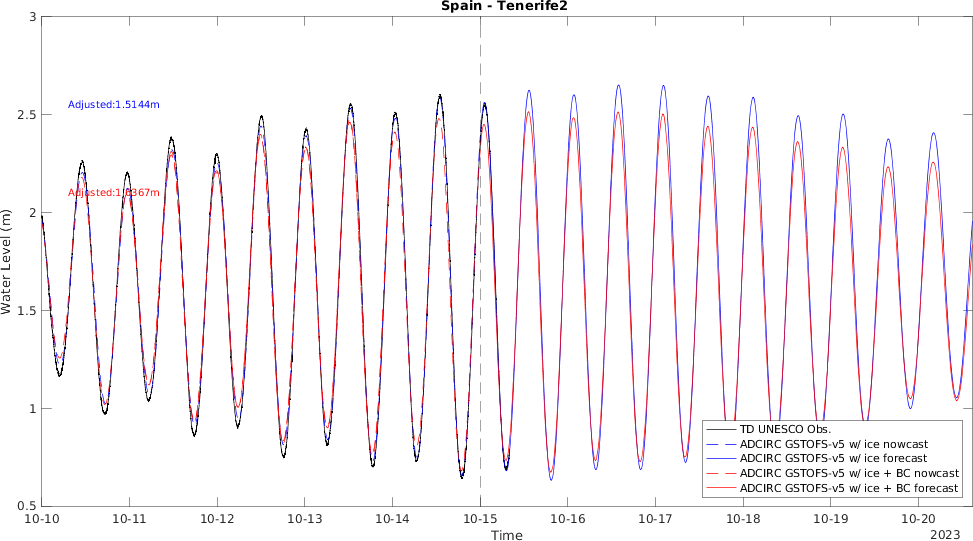 Spain - Tenerife2
3
2.5
2
1.5
1
0.5
Water Level (m)
Adjusted:1.5144m
TD UNESCO Obs.
ADCIRC GSTOFS-v5 w/ ice nowcast
ADCIRC GSTOFS-v5 w/ ice forecast
ADCIRC GSTOFS-v5 w/ ice + BC nowcast
ADCIRC GSTOFS-v5 w/ ice + BC forecast
10-10 10-11 10-12 10-13 10-14 10-15 10-16 10-17 10-18 10-19 10-20
Time
2023